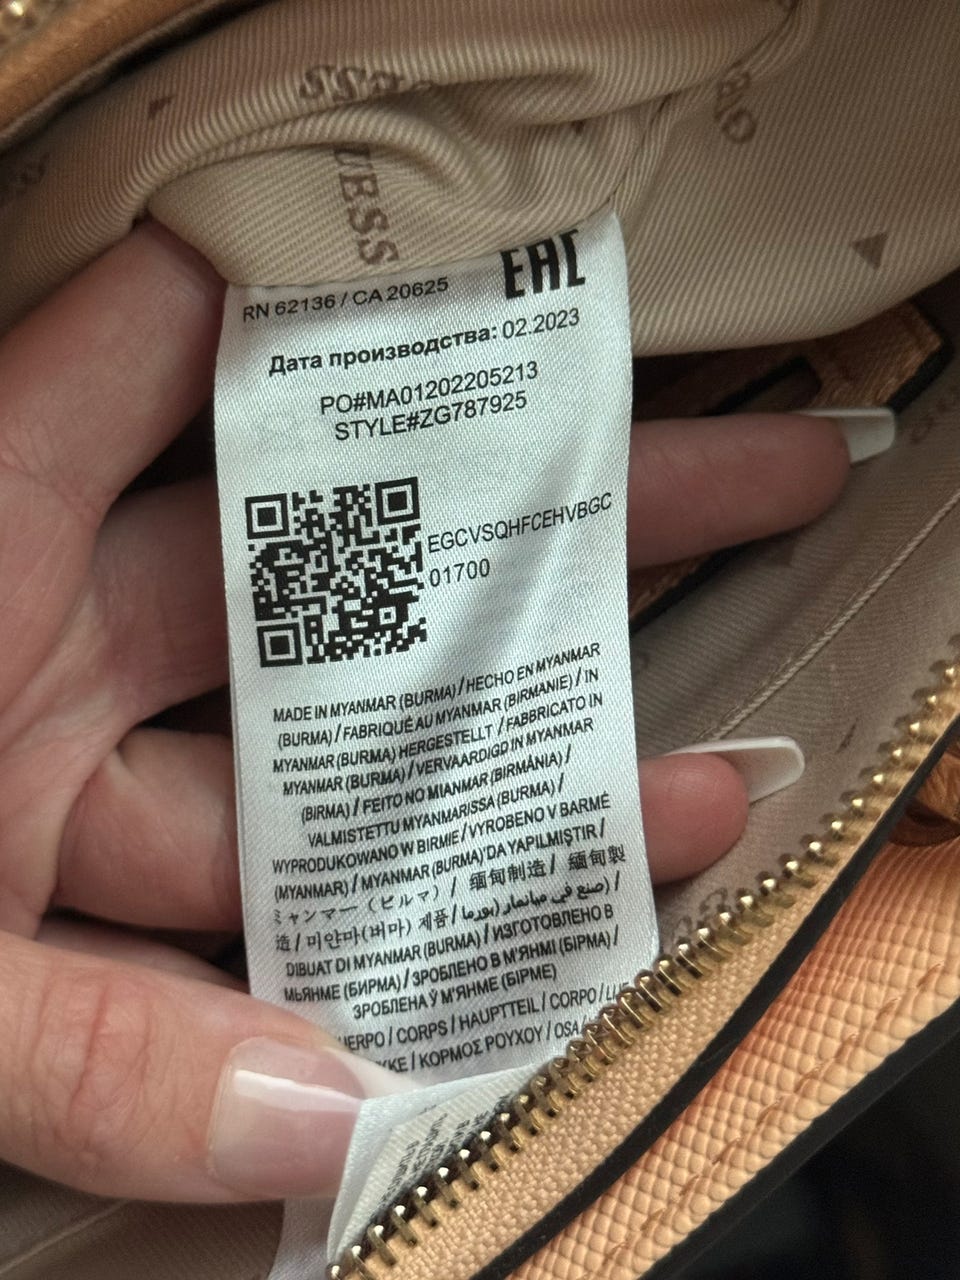 GUESS
RN 62136 / CA 20625
EAC
Дата производства: 02.2023
PO#MA01202205213
STYLE#ZG787925
EGCVSQHFCEHVBGC
01700
MADE IN MYANMAR (BURMA) / HECHO EN MYANMAR
(BURMA) / FABRIQUÉ AU MYANMAR (BIRMANIE) / IN
MYANMAR (BURMA) HERGESTELLT / FABBRICATO IN
MYANMAR (BURMA) / VERVAARDIGD IN MYANMAR
(BIRMA) / FEITO NO MIANMAR (BIRMÂNIA) /
VALMISTETTU MYANMARISSA (BURMA) /
WYPRODUKOWANO W BIRMIE / VYROBENO V BARMĚ
(MYANMAR) / MYANMAR (BURMA)'DA YAPILMIŞTIR /
ミャンマー (ビルマ) / 緬甸制造 / 緬甸製
造 / 미얀마(버마) 제품 / صنع في ميانمار (بورما) /
DIBUAT DI MYANMAR (BURMA) / ИЗГОТОВЛЕНО В
МЬЯНМЕ (БИРМА) / ЗРОБЛЕНО В М'ЯНМІ (БІРМА) /
ЗРОБЛЕНА Ў М'ЯНМЕ (БІРМЕ)
/ CORPS / HAUPTTEIL / CORPO /
/ ΚΟΡΜΟΣ ΡΟΥΧΟΥ /